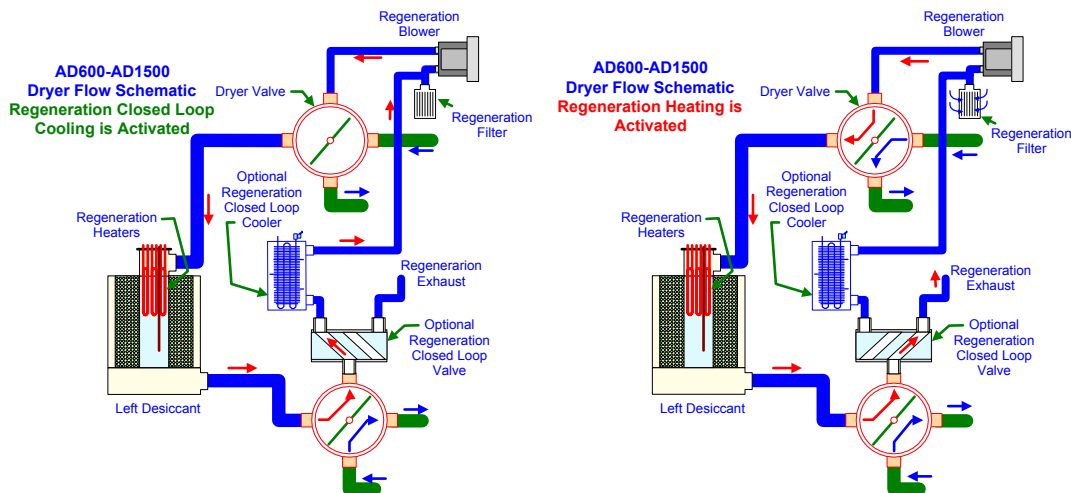 Regeneration
Blower
AD600-AD1500
Dryer Flow Schematic
Regeneration Closed Loop
Cooling is Activated
Dryer Valve
Regeneration
Filter
Optional
Regeneration
Closed Loop
Cooler
Regeneration
Heaters
Regenerarion
Exhaust
Optional
Regeneration
Closed Loop
Valve
Left Desiccant
Regeneration
Blower
AD600-AD1500
Dryer Flow Schematic
Regeneration Heating is
Activated
Dryer Valve
Regeneration
Filter
Optional
Regeneration
Closed Loop
Cooler
Regeneration
Heaters
Regeneration
Exhaust
Optional
Regeneration
Closed Loop
Valve
Left Desiccant